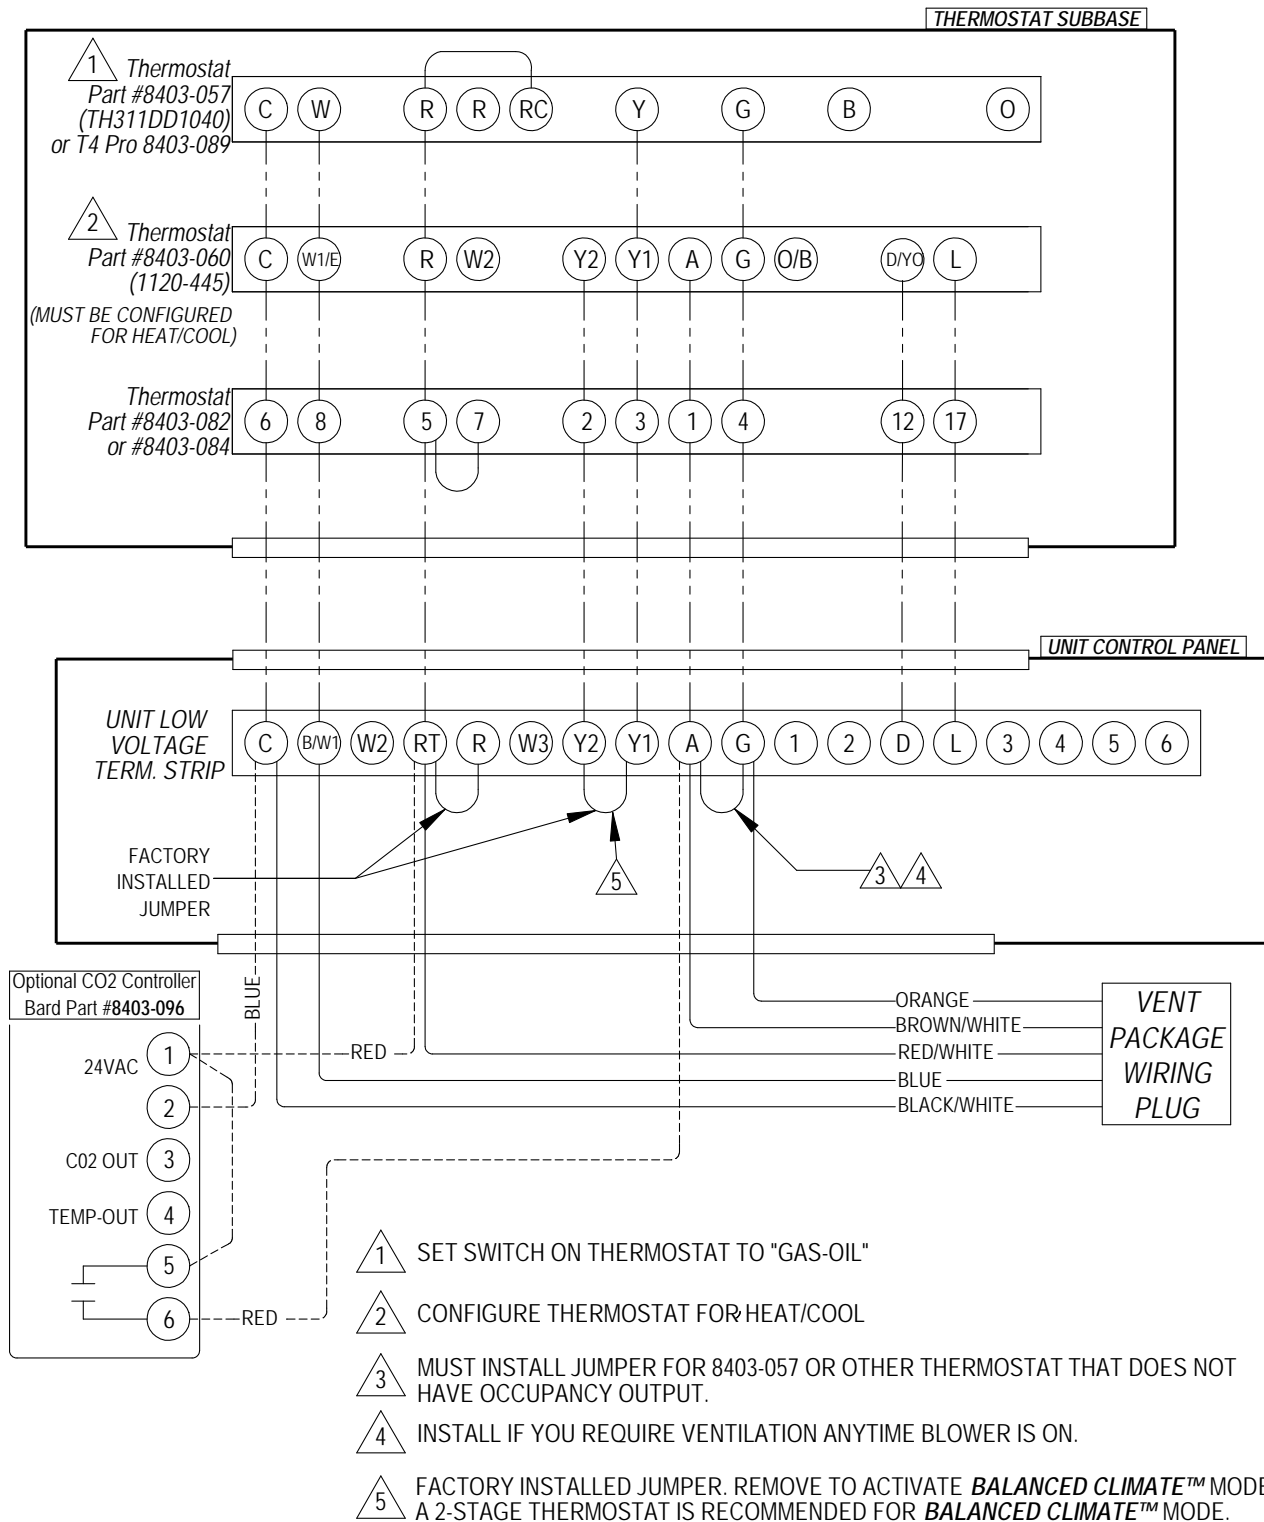 THERMOSTAT SUBBASE
1 Thermostat
Part #8403-057
(TH311DD1040)
or T4 Pro 8403-089
C W R R RC Y G B O
2 Thermostat
Part #8403-060
(1120-445)
(MUST BE CONFIGURED
FOR HEAT/COOL)
C W1/E R W2 Y2 Y1 A G O/B D/YO L
Thermostat
Part #8403-082
or #8403-084
6 8 5 7 2 3 1 4 12 17
UNIT CONTROL PANEL
UNIT LOW
VOLTAGE
TERM. STRIP
C B/W1 W2 RT R W3 Y2 Y1 A G 1 2 D L 3 4 5 6
FACTORY
INSTALLED
JUMPER
5
3 4
Optional CO2 Controller
Bard Part #8403-096
24VAC 1
2
C02 OUT 3
TEMP-OUT 4
5
6
BLUE
RED
RED
ORANGE
BROWN/WHITE
RED/WHITE
BLUE
BLACK/WHITE
VENT
PACKAGE
WIRING
PLUG
1 SET SWITCH ON THERMOSTAT TO "GAS-OIL"
2 CONFIGURE THERMOSTAT FOR HEAT/COOL
3 MUST INSTALL JUMPER FOR 8403-057 OR OTHER THERMOSTAT THAT DOES NOT
HAVE OCCUPANCY OUTPUT.
4 INSTALL IF YOU REQUIRE VENTILATION ANYTIME BLOWER IS ON.
5 FACTORY INSTALLED JUMPER. REMOVE TO ACTIVATE BALANCED CLIMATE™ MODE
A 2-STAGE THERMOSTAT IS RECOMMENDED FOR BALANCED CLIMATE™ MODE.